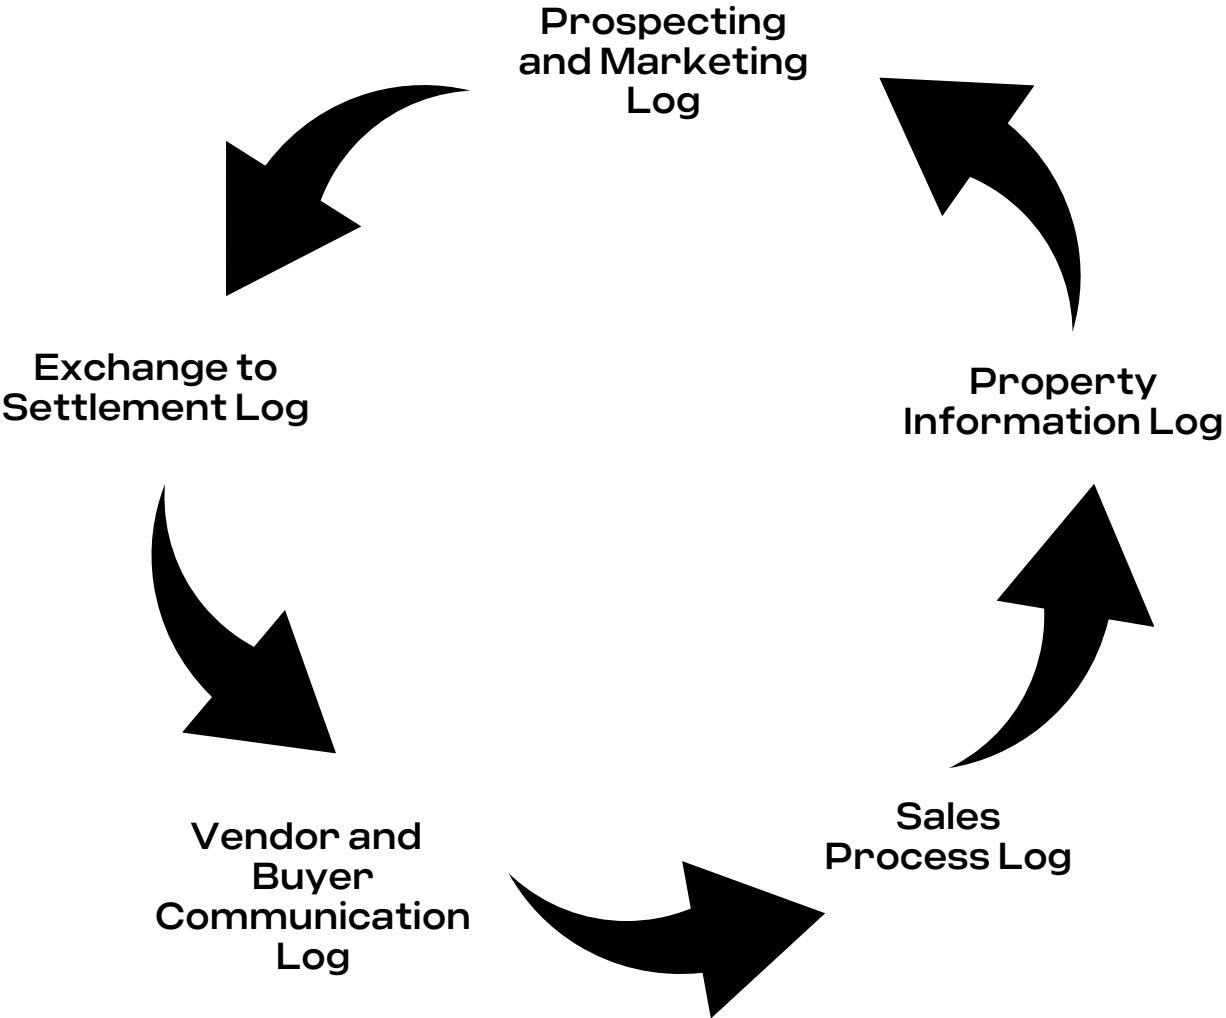 Prospecting
and Marketing
Log
Exchange to
Settlement Log
Property
Information Log
Vendor and
Buyer
Communication
Log
Sales
Process Log